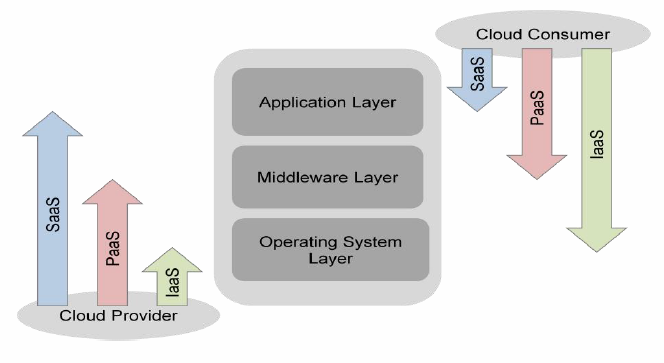 Cloud Consumer
SaaS
PaaS
IaaS
Application Layer
Middleware Layer
Operating System
Layer
SaaS
PaaS
IaaS
Cloud Provider